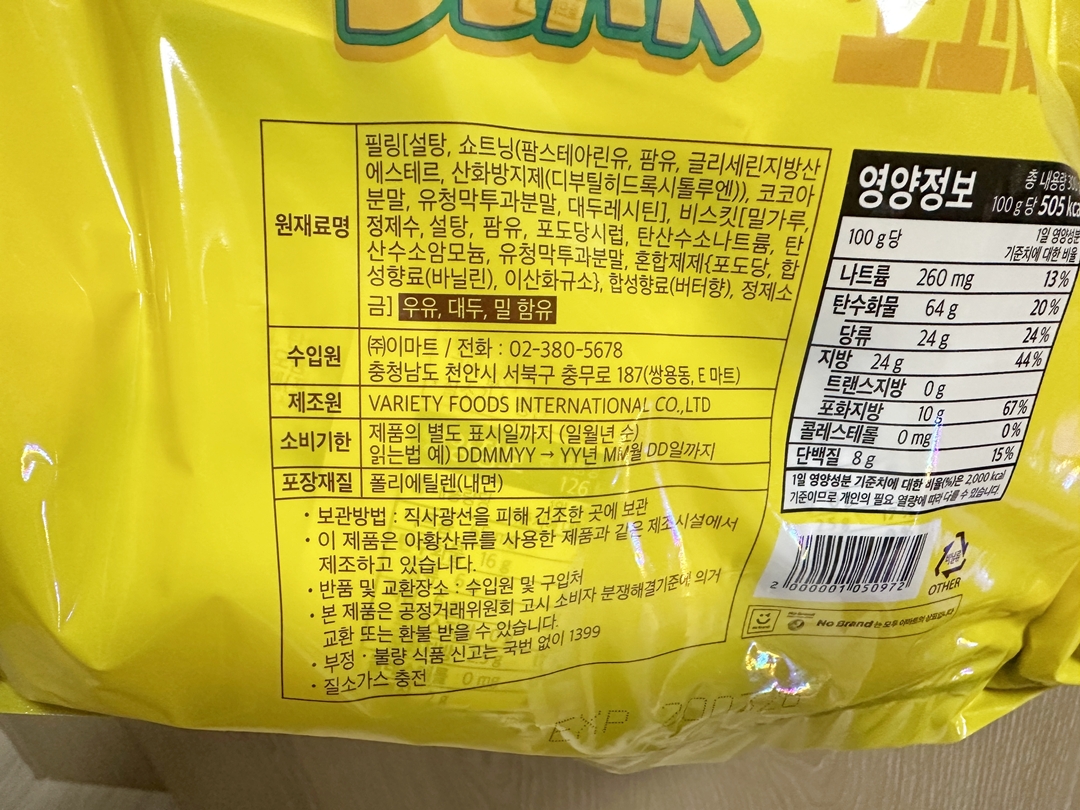 원재료명
필링[설탕, 쇼트닝(팜스테아린유, 팜유, 글리세린지방산
에스테르, 산화방지제(디부틸히드록시톨루엔)), 코코아
분말, 유청막투과분말, 대두레시틴], 비스킷[밀가루,
정제수, 설탕, 팜유, 포도당시럽, 탄산수소나트륨, 탄
산수소암모늄, 유청막투과분말, 혼합제제{포도당, 합
성향료(바닐린), 이산화규소}, 합성향료(버터향), 정제소
금] 우유, 대두, 밀 함유
수입원
㈜이마트 / 전화 : 02-380-5678
충청남도 천안시 서북구 충무로 187(쌍용동, E 마트)
제조원
VARIETY FOODS INTERNATIONAL CO.,LTD
소비기한
제품의 별도 표시일까지 (일월년 순)
읽는법 예) DDMMYY → YY년 MM월 DD일까지
포장재질
폴리에틸렌(내면)
· 보관방법 : 직사광선을 피해 건조한 곳에 보관
· 이 제품은 아황산류를 사용한 제품과 같은 제조시설에서
제조하고 있습니다.
· 반품 및 교환장소 : 수입원 및 구입처
· 본 제품은 공정거래위원회 고시 소비자 분쟁해결기준에 의거
교환 또는 환불 받을 수 있습니다.
· 부정 · 불량 식품 신고는 국번 없이 1399
· 질소가스 충전
영양정보
총 내용량
100 g 당 505 kcal
100 g 당
1일 영양성분
기준치에 대한 비율
나트륨 260 mg 13 %
탄수화물 64 g 20 %
당류 24 g 24 %
지방 24 g 44 %
트랜스지방 0 g
포화지방 10 g 67 %
콜레스테롤 0 mg 0 %
단백질 8 g 15 %
1일 영양성분 기준치에 대한 비율(%)은 2,000 kcal
기준이므로 개인의 필요 열량에 따라 다를 수 있습니다
2 000001 050972
비닐류
OTHER
No Brand 는 모두 이마트의 상표입니다
EXP